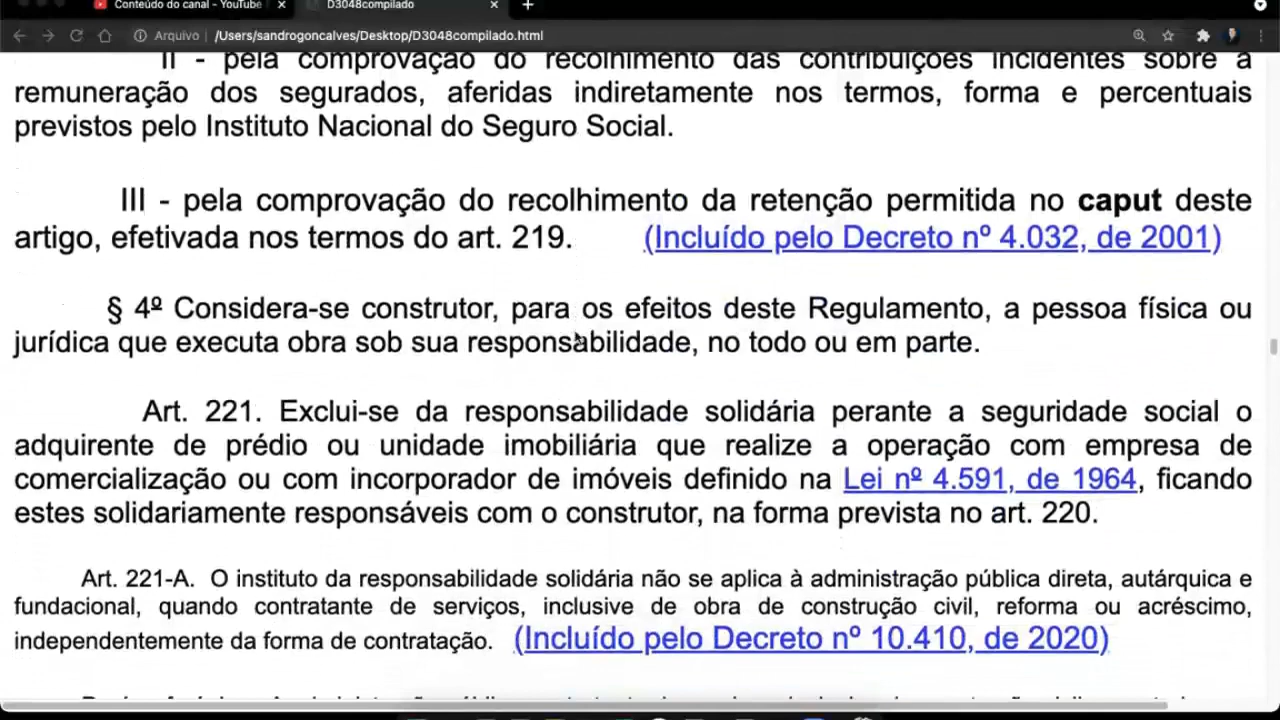 Conteúdo do canal - YouTube
D3048compilado
Arquivo | /Users/sandrogoncalves/Desktop/D3048compilado.html
II - pela comprovação do recolhimento das contribuições incidentes sobre a
remuneração dos segurados, aferidas indiretamente nos termos, forma e percentuais
previstos pelo Instituto Nacional do Seguro Social.
III - pela comprovação do recolhimento da retenção permitida no caput deste
artigo, efetivada nos termos do art. 219. (Incluído pelo Decreto nº 4.032, de 2001)
§ 4º Considera-se construtor, para os efeitos deste Regulamento, a pessoa física ou
jurídica que executa obra sob sua responsabilidade, no todo ou em parte.
Art. 221. Exclui-se da responsabilidade solidária perante a seguridade social o
adquirente de prédio ou unidade imobiliária que realize a operação com empresa de
comercialização ou com incorporador de imóveis definido na Lei nº 4.591, de 1964, ficando
estes solidariamente responsáveis com o construtor, na forma prevista no art. 220.
Art. 221-A. O instituto da responsabilidade solidária não se aplica à administração pública direta, autárquica e
fundacional, quando contratante de serviços, inclusive de obra de construção civil, reforma ou acréscimo,
independentemente da forma de contratação. (Incluído pelo Decreto nº 10.410, de 2020)